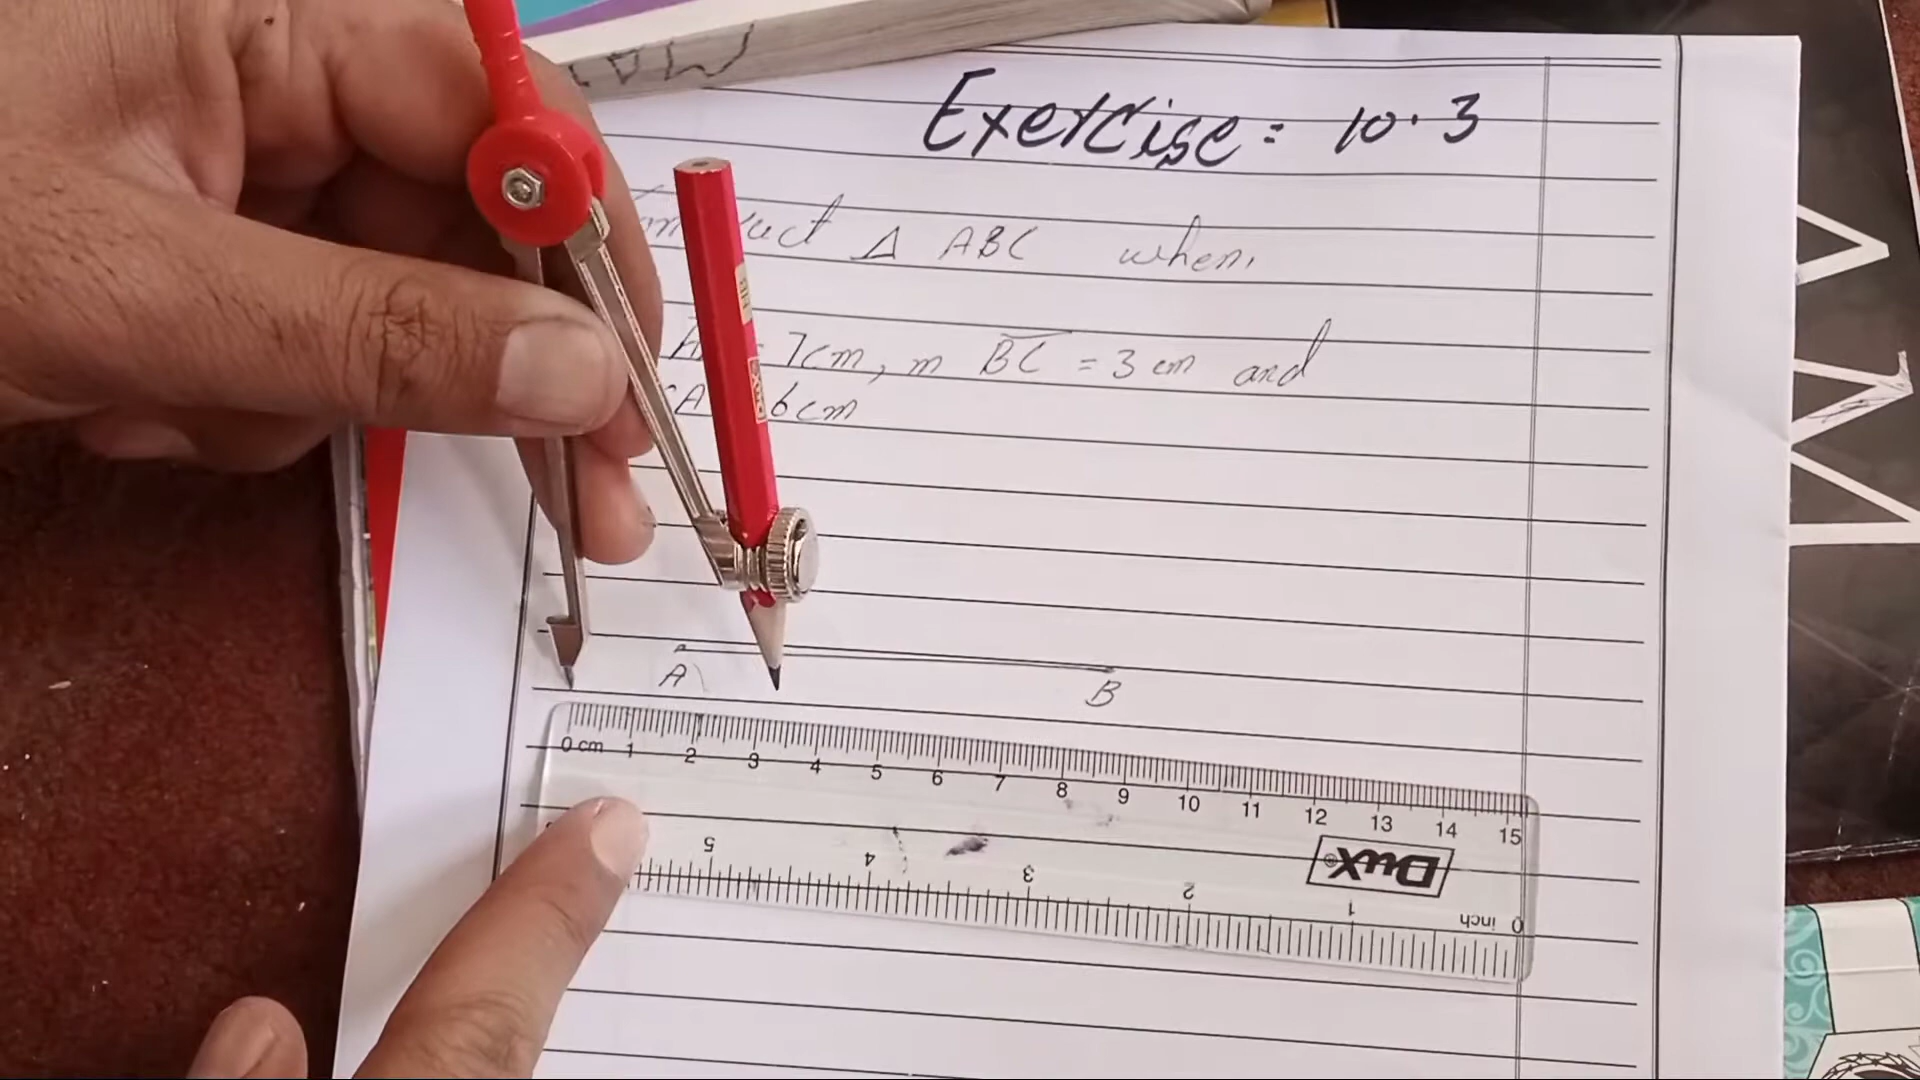 Exercise = 10.3
Δ ABC when,
= 7cm, m BC = 3 cm and
6cm
A
B
0 cm 1 2 3 4 5 6 7 8 9 10 11 12 13 14 15
DUX®
5 4 3 2 1 inch 0